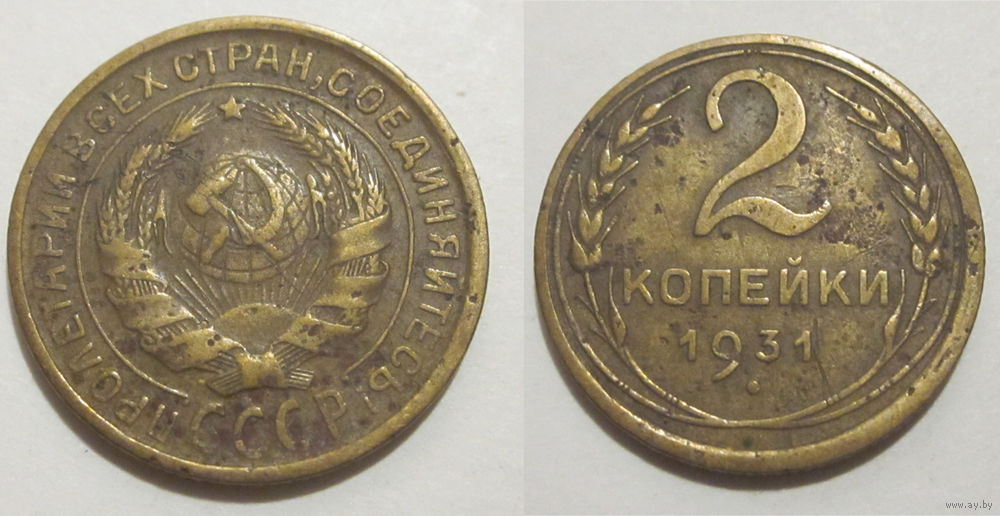 ПРОЛЕТАРИИ ВСЕХ СТРАН, СОЕДИНЯЙТЕСЬ!
СССР
2
КОПЕЙКИ
1931
www.ay.by